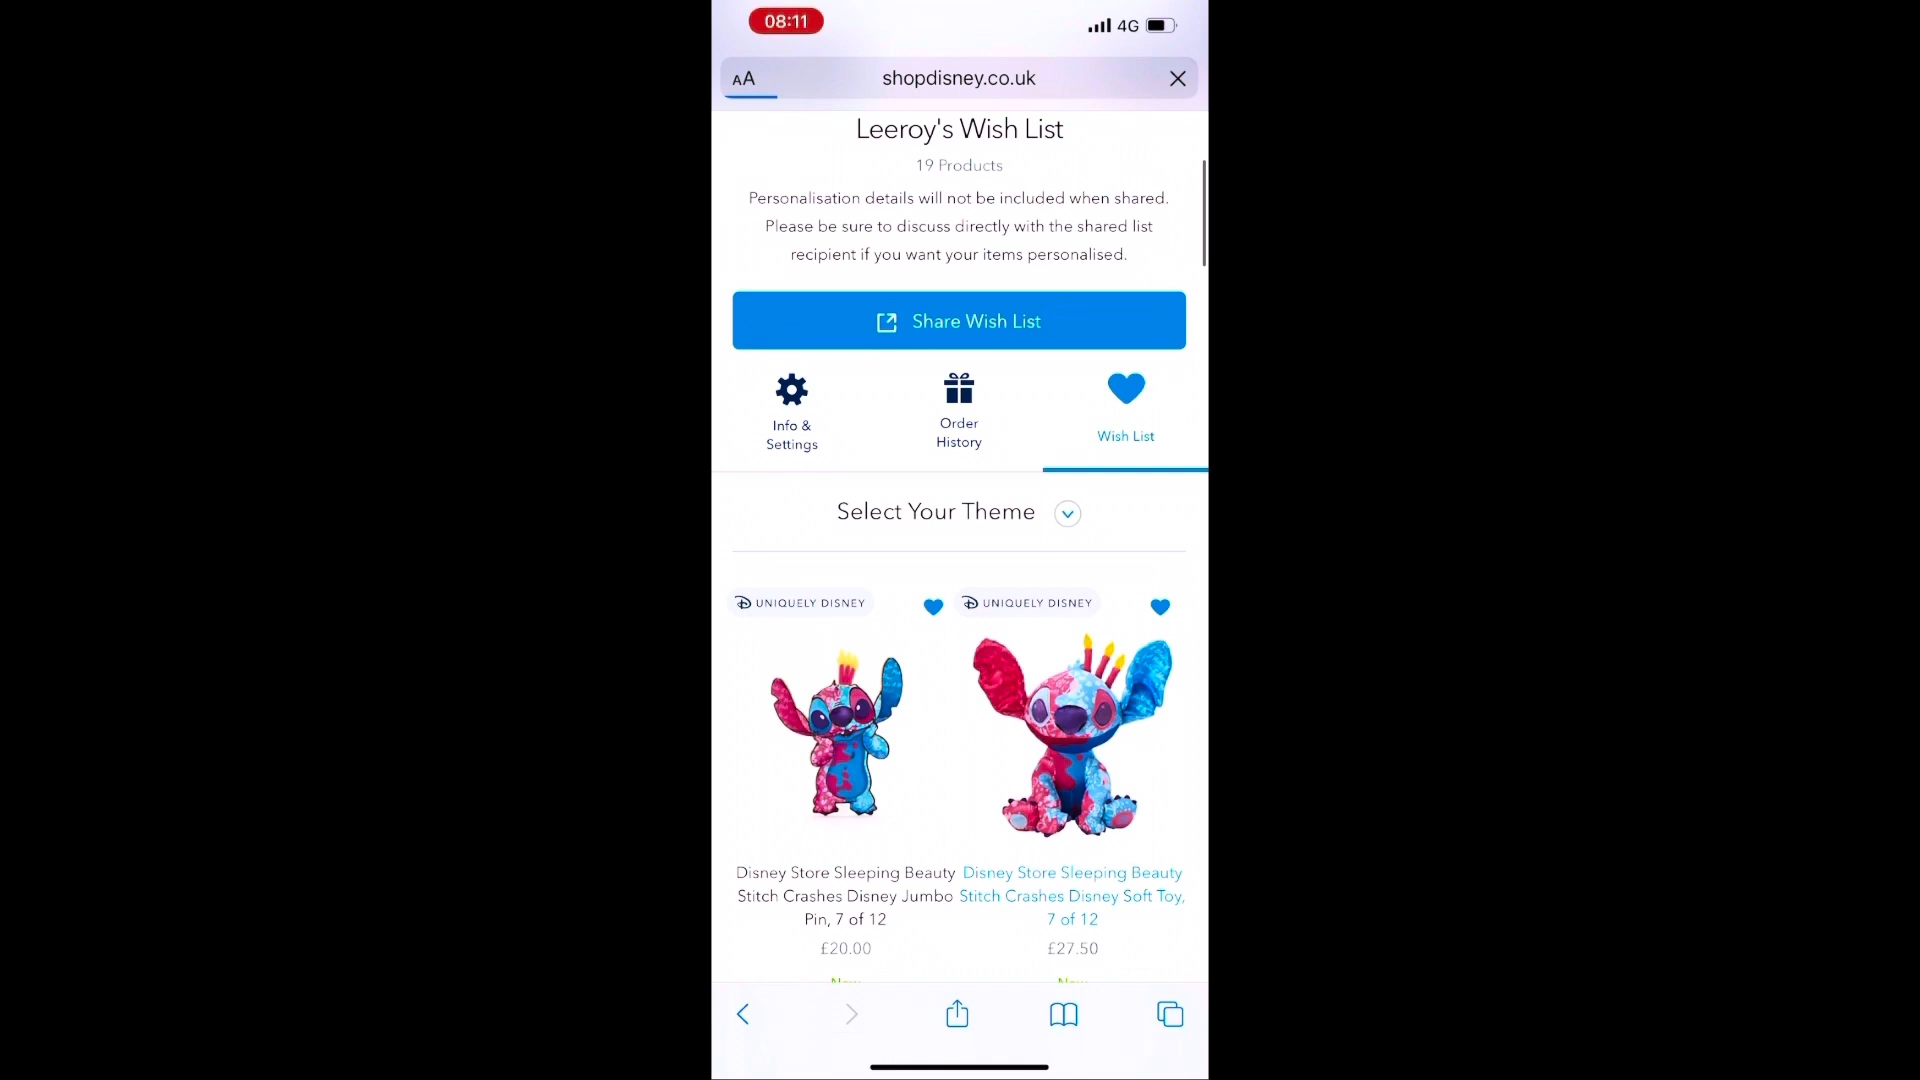 08:11
4G
AA
shopdisney.co.uk
Leeroy's Wish List
19 Products
Personalisation details will not be included when shared.
Please be sure to discuss directly with the shared list
recipient if you want your items personalised.
Share Wish List
Info &
Settings
Order
History
Wish List
Select Your Theme
UNIQUELY DISNEY
UNIQUELY DISNEY
Disney Store Sleeping Beauty
Stitch Crashes Disney Jumbo
Pin, 7 of 12
£20.00
Disney Store Sleeping Beauty
Stitch Crashes Disney Soft Toy,
7 of 12
£27.50